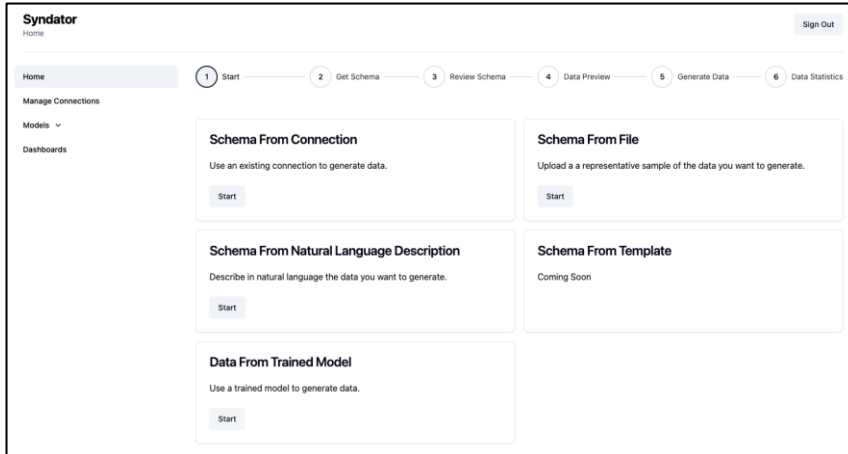 Syndator
Home
Sign Out
Home
Manage Connections
Models
Dashboards
1 Start
2 Get Schema
3 Review Schema
4 Data Preview
5 Generate Data
6 Data Statistics
Schema From Connection
Use an existing connection to generate data.
Start
Schema From File
Upload a a representative sample of the data you want to generate.
Start
Schema From Natural Language Description
Describe in natural language the data you want to generate.
Start
Schema From Template
Coming Soon
Data From Trained Model
Use a trained model to generate data.
Start